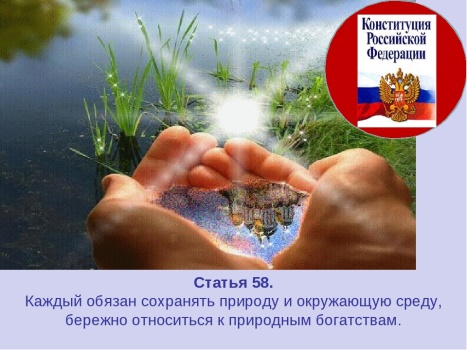 Конституция
Российской
Федерации
Статья 58.
Каждый обязан сохранять природу и окружающую среду,
бережно относиться к природным богатствам.